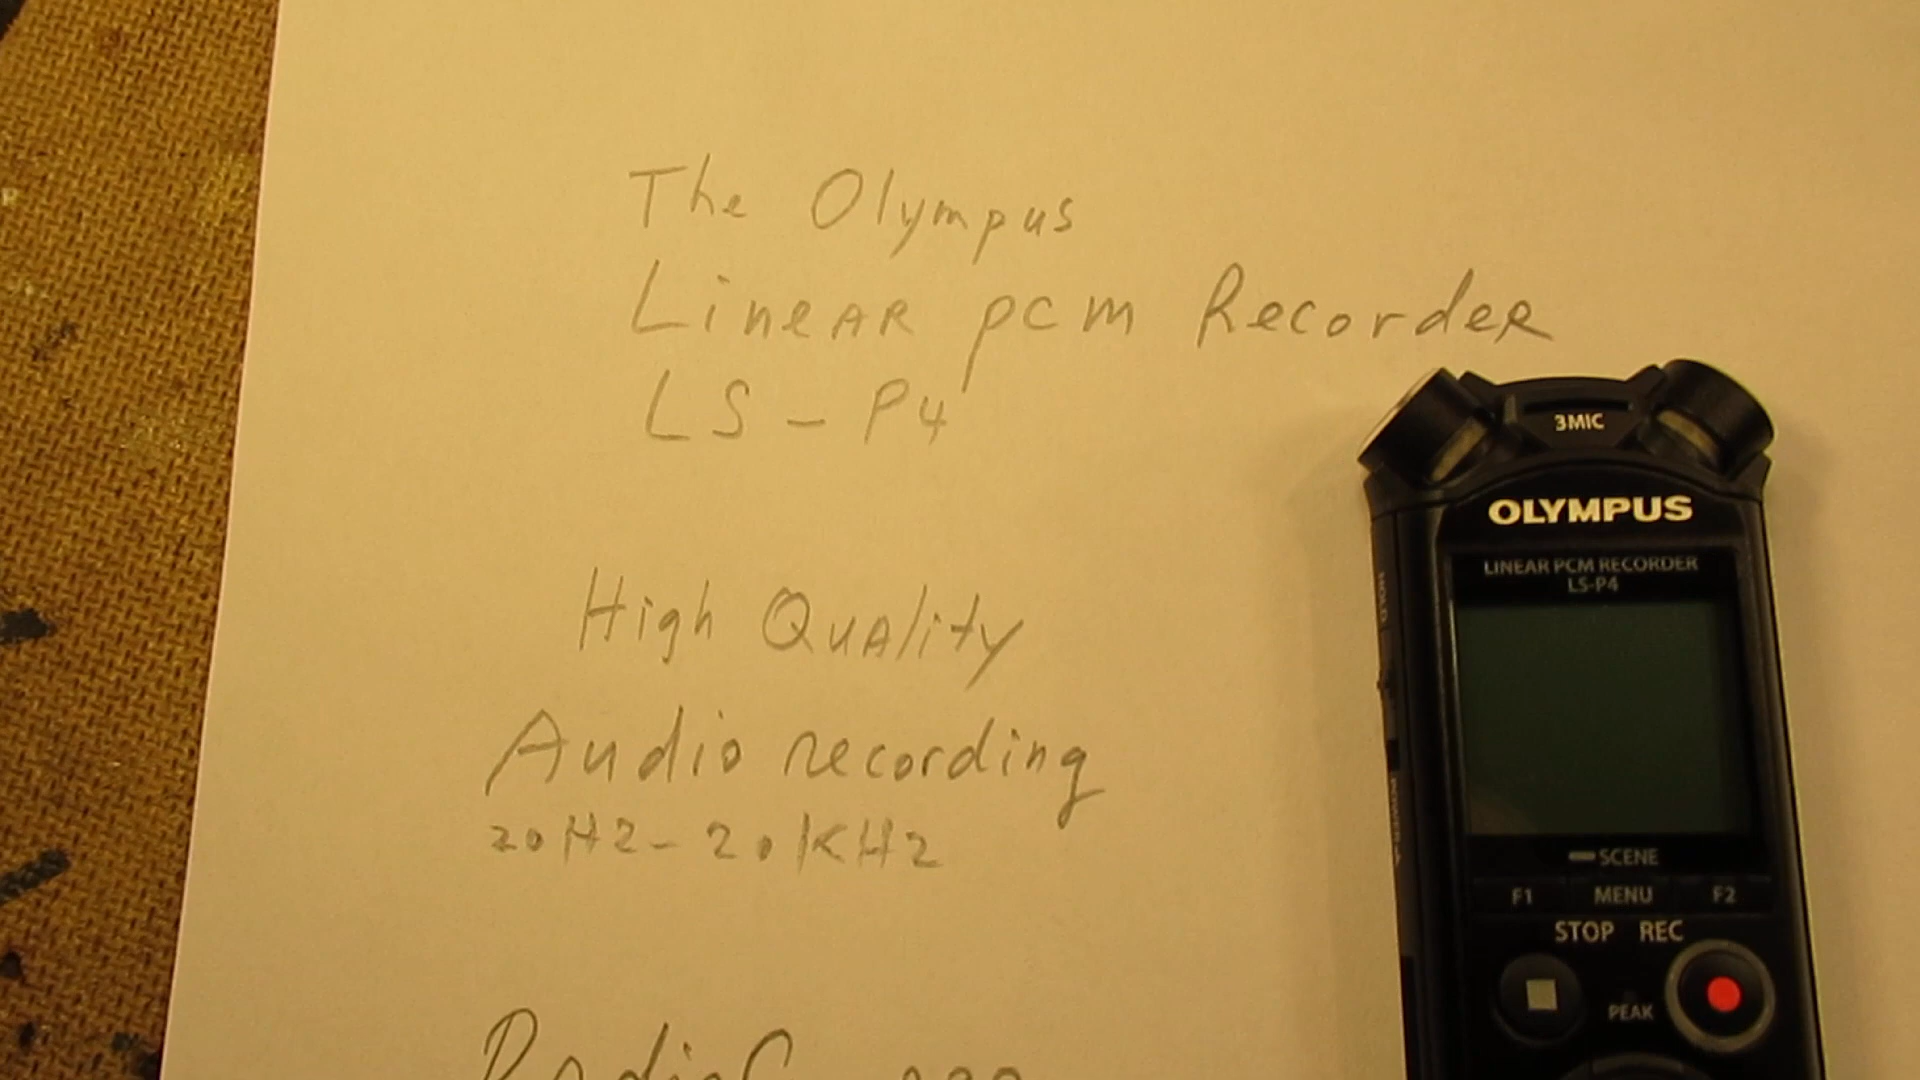 The Olympus
Linear pcm Recorder
LS - P4
High Quality
Audio recording
20HZ - 20KHZ
3MIC
OLYMPUS
LINEAR PCM RECORDER
LS-P4
SCENE
F1 MENU F2
STOP REC
PEAK